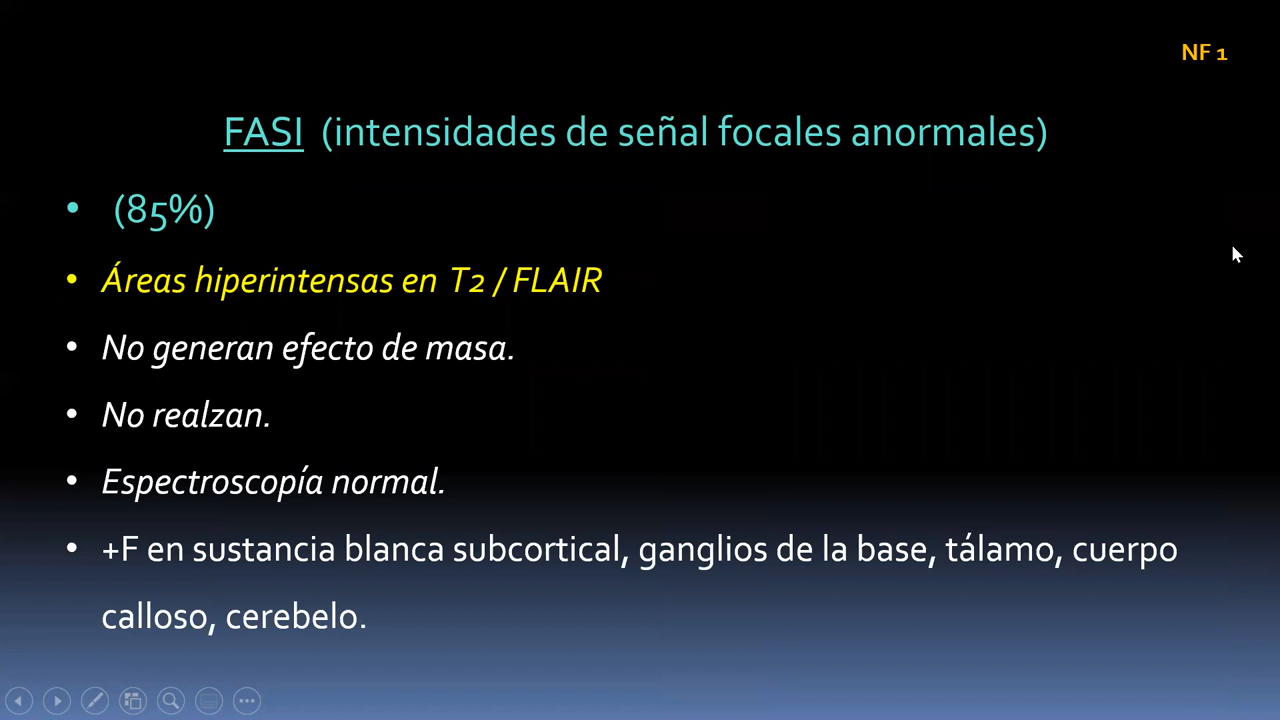 NF 1
FASI (intensidades de señal focales anormales)
• (85%)
• Áreas hiperintensas en T2 / FLAIR
• No generan efecto de masa.
• No realzan.
• Espectroscopía normal.
• +F en sustancia blanca subcortical, ganglios de la base, tálamo, cuerpo
calloso, cerebelo.